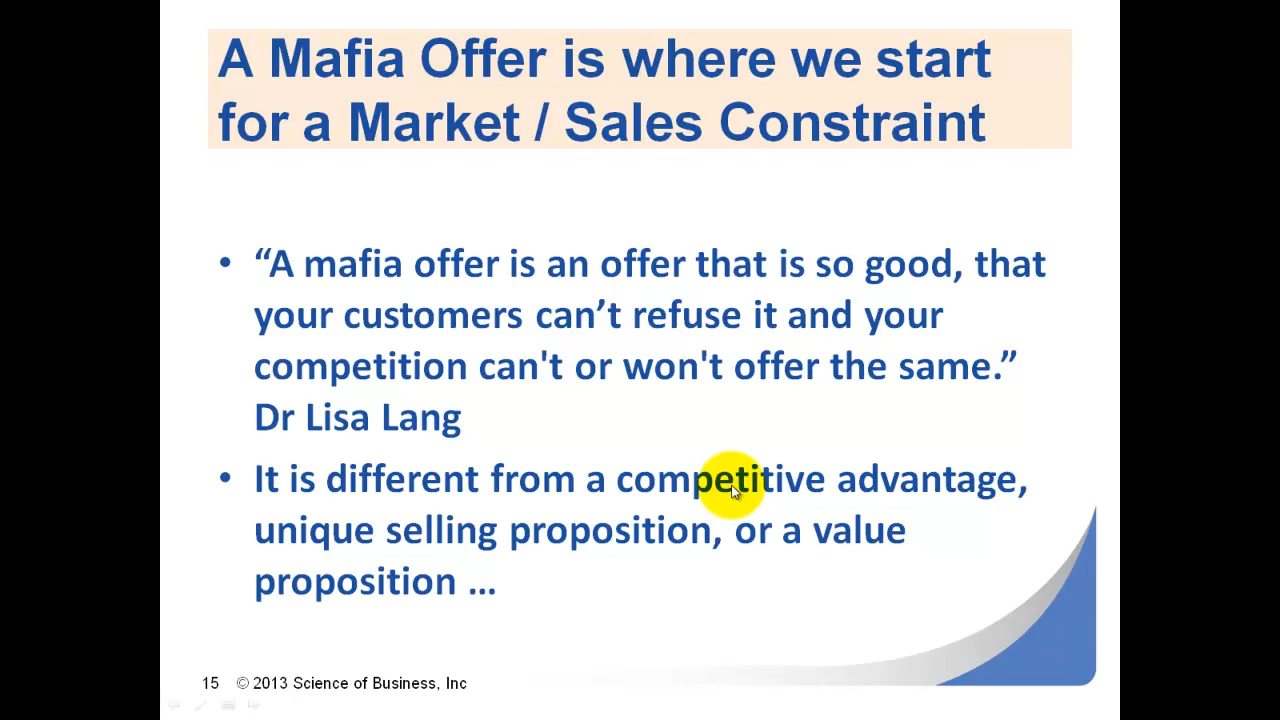 A Mafia Offer is where we start
for a Market / Sales Constraint
• “A mafia offer is an offer that is so good, that
your customers can’t refuse it and your
competition can't or won't offer the same.”
Dr Lisa Lang
• It is different from a competitive advantage,
unique selling proposition, or a value
proposition ...
15 © 2013 Science of Business, Inc